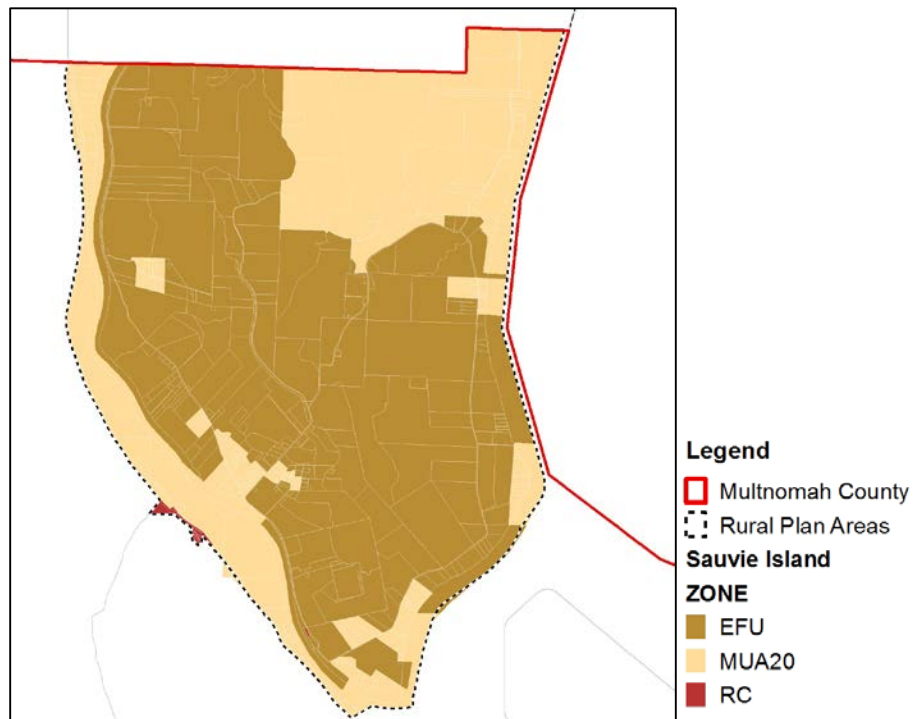 Legend
Multnomah County
Rural Plan Areas
Sauvie Island
ZONE
EFU
MUA20
RC